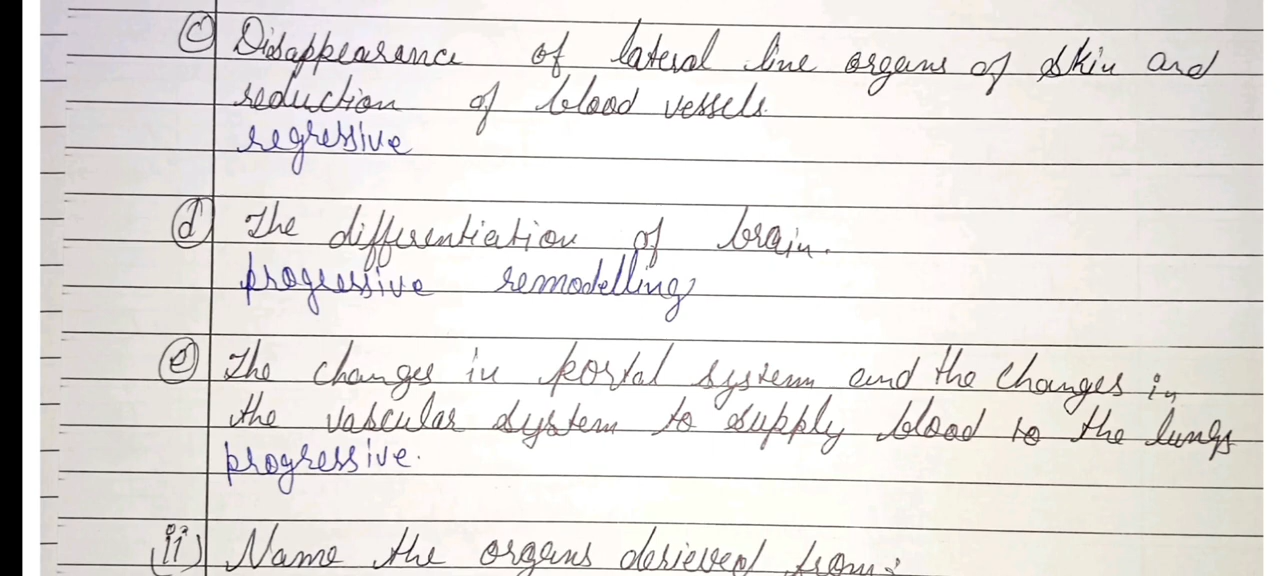 (c) Disappearance of lateral line organs of skin and
reduction of blood vessels.
regressive
(d) The differentiation of brain.
progressive remodelling
(e) The changes in portal system and the changes in
the vascular system to supply blood to the lungs
progressive.
(ii) Name the organs derieved from: